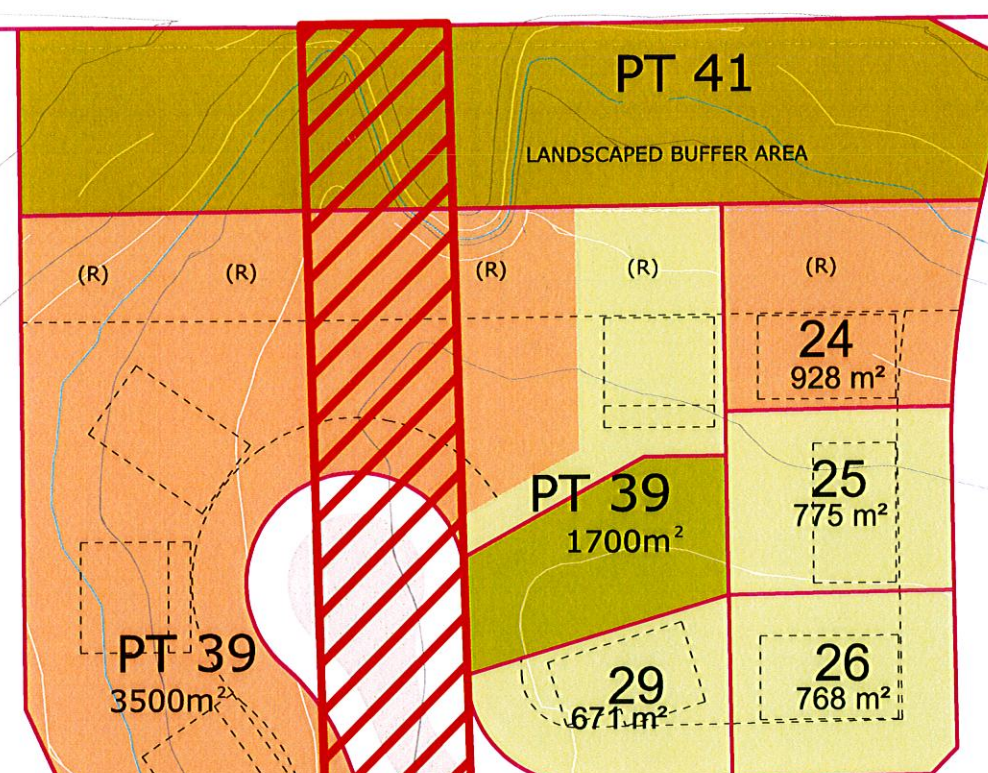 PT 41
LANDSCAPED BUFFER AREA
(R)
(R)
(R)
(R)
(R)
24
928 m²
PT 39
1700m²
25
775 m²
PT 39
3500m²
29
671 m²
26
768 m²